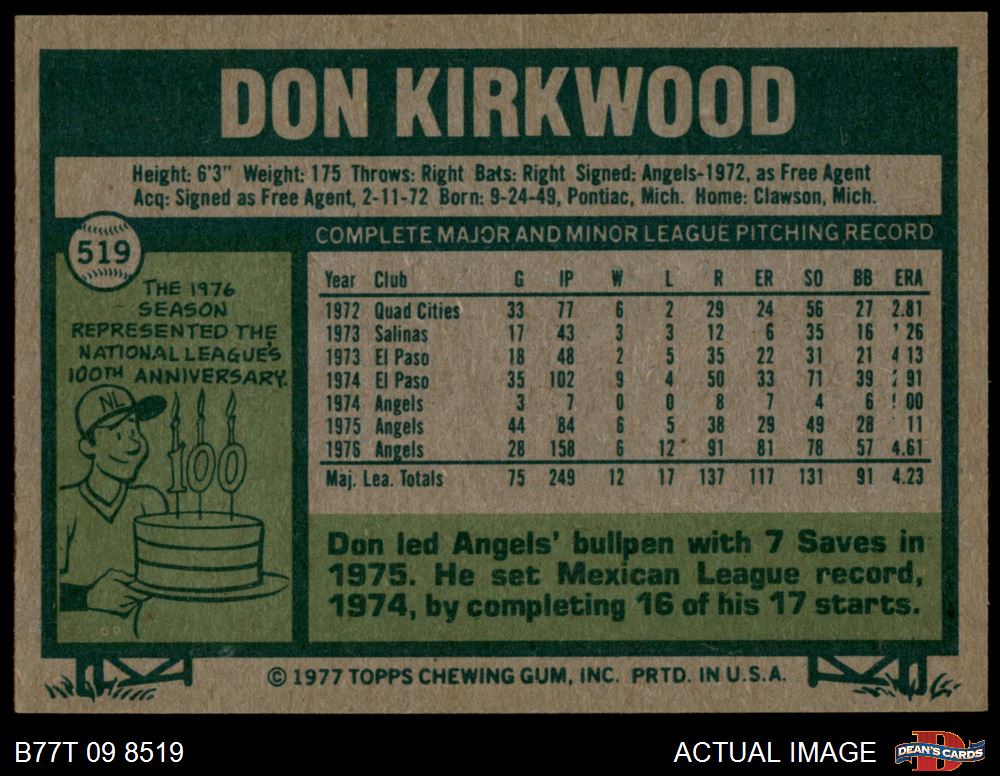 DON KIRKWOOD
Height: 6'3" Weight: 175 Throws: Right Bats: Right Signed: Angels-1972, as Free Agent
Acq: Signed as Free Agent, 2-11-72 Born: 9-24-49, Pontiac, Mich. Home: Clawson, Mich.
519
THE 1976
SEASON
REPRESENTED THE
NATIONAL LEAGUE'S
100TH ANNIVERSARY.
NL
100
COMPLETE MAJOR AND MINOR LEAGUE PITCHING RECORD
Year Club G IP W L R ER SO BB ERA
1972 Quad Cities 33 77 6 2 29 24 56 27 2.81
1973 Salinas 17 43 3 3 12 6 35 16 26
1973 El Paso 18 48 2 5 35 22 31 21 4 13
1974 El Paso 35 102 9 4 50 33 71 39 91
1974 Angels 3 7 0 0 8 7 4 6 00
1975 Angels 44 84 6 5 38 29 49 28 11
1976 Angels 28 158 6 12 91 81 78 57 4.61
Maj. Lea. Totals 75 249 12 17 137 117 131 91 4.23
Don led Angels' bullpen with 7 Saves in
1975. He set Mexican League record,
1974, by completing 16 of his 17 starts.
© 1977 TOPPS CHEWING GUM, INC. PRTD. IN U.S.A.
B77T 09 8519
ACTUAL IMAGE
DEAN'S CARDS